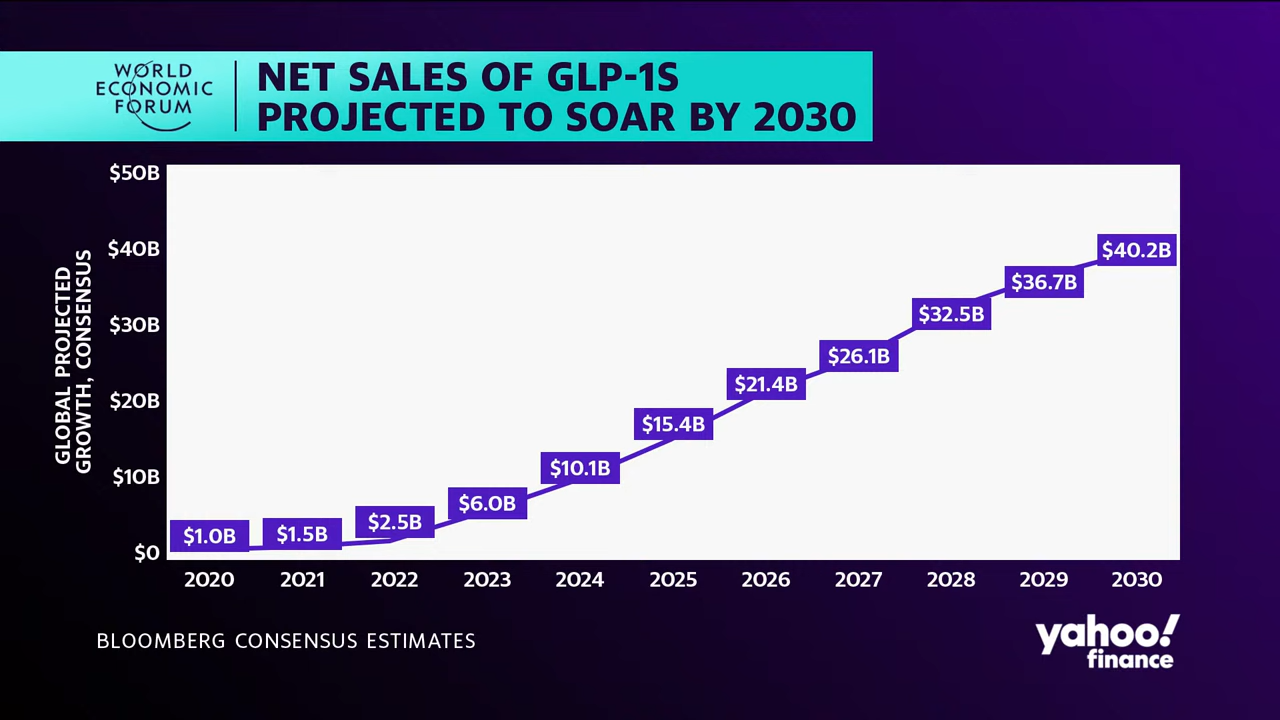 WORLD
ECONOMIC
FORUM
NET SALES OF GLP-1S
PROJECTED TO SOAR BY 2030
GLOBAL PROJECTED
GROWTH, CONSENSUS
$50B
$40B
$30B
$20B
$10B
$0
$1.0B
$1.5B
$2.5B
$6.0B
$10.1B
$15.4B
$21.4B
$26.1B
$32.5B
$36.7B
$40.2B
2020 2021 2022 2023 2024 2025 2026 2027 2028 2029 2030
BLOOMBERG CONSENSUS ESTIMATES
yahoo!
finance